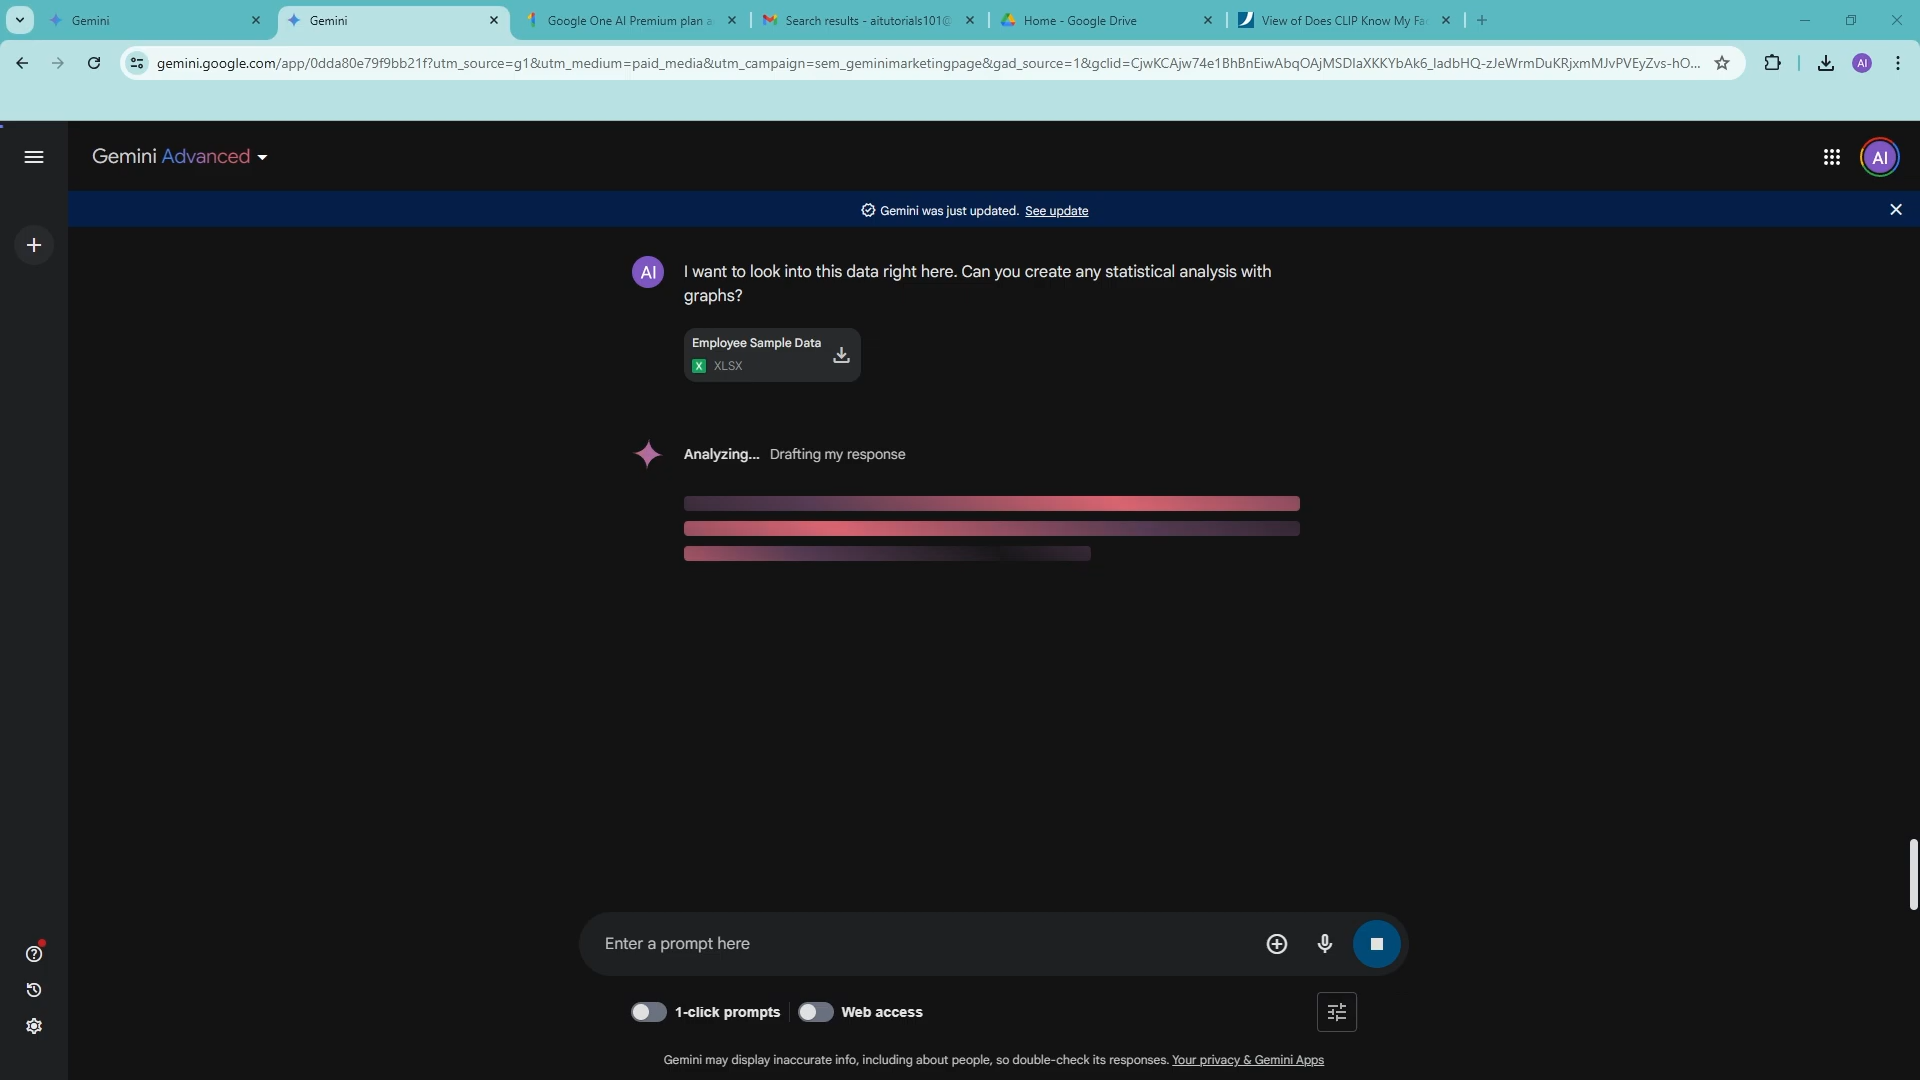 Gemini
Gemini
Google One AI Premium plan a
Search results - aitutorials101@
Home - Google Drive
View of Does CLIP Know My Fa
gemini.google.com/app/0dda80e79f9bb21f?utm_source=g1&utm_medium=paid_media&utm_campaign=sem_geminimarketingpage&gad_source=1&gclid=CjwKCAjw74e1BhBnEiwAbqOAjMSDlaXKKYbAk6_ladbHQ-zJeWrmDuKRjxmMJvPVEyZvs-hO...
AI
Gemini Advanced
AI
Gemini was just updated. See update
AI
I want to look into this data right here. Can you create any statistical analysis with
graphs?
Employee Sample Data
X XLSX
Analyzing... Drafting my response
Enter a prompt here
1-click prompts
Web access
Gemini may display inaccurate info, including about people, so double-check its responses. Your privacy & Gemini Apps